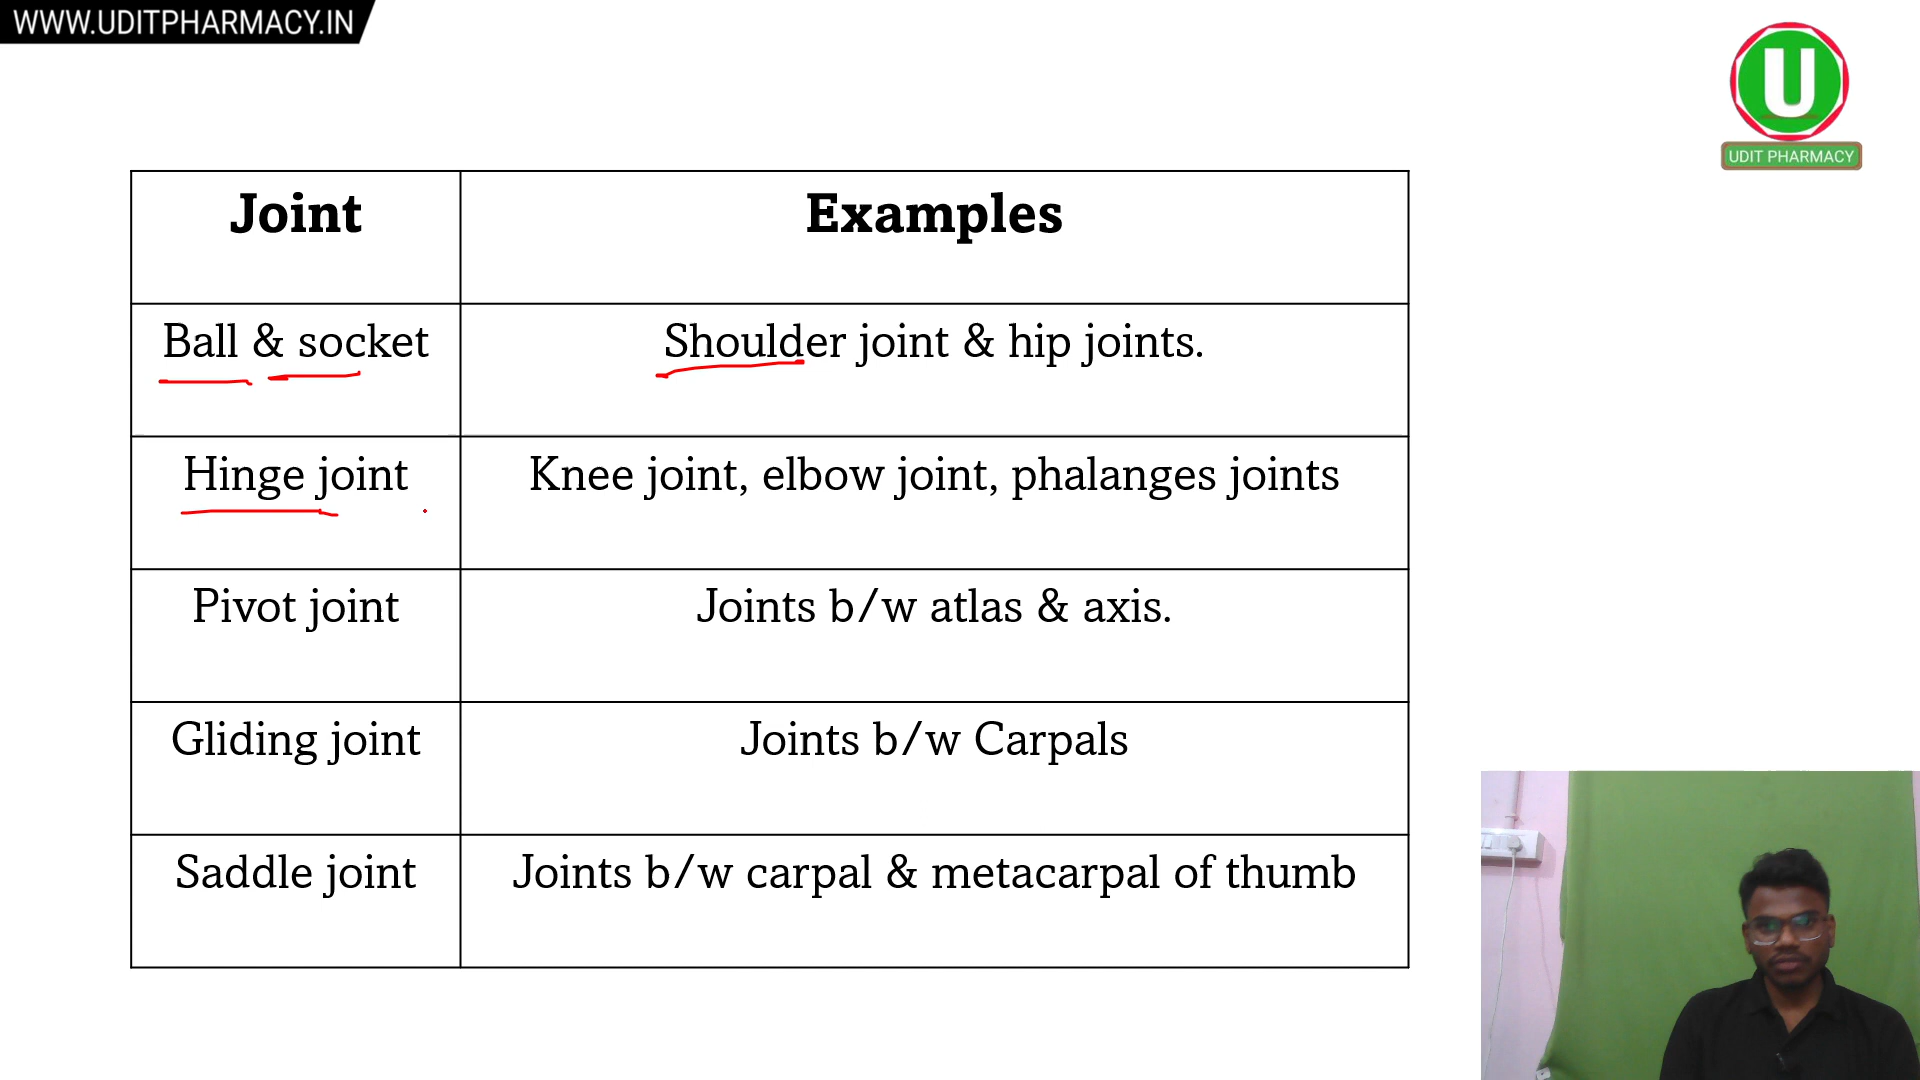 WWW.UDITPHARMACY.IN
U
UDIT PHARMACY
Joint Examples
Ball & socket Shoulder joint & hip joints.
Hinge joint Knee joint, elbow joint, phalanges joints
Pivot joint Joints b/w atlas & axis.
Gliding joint Joints b/w Carpals
Saddle joint Joints b/w carpal & metacarpal of thumb